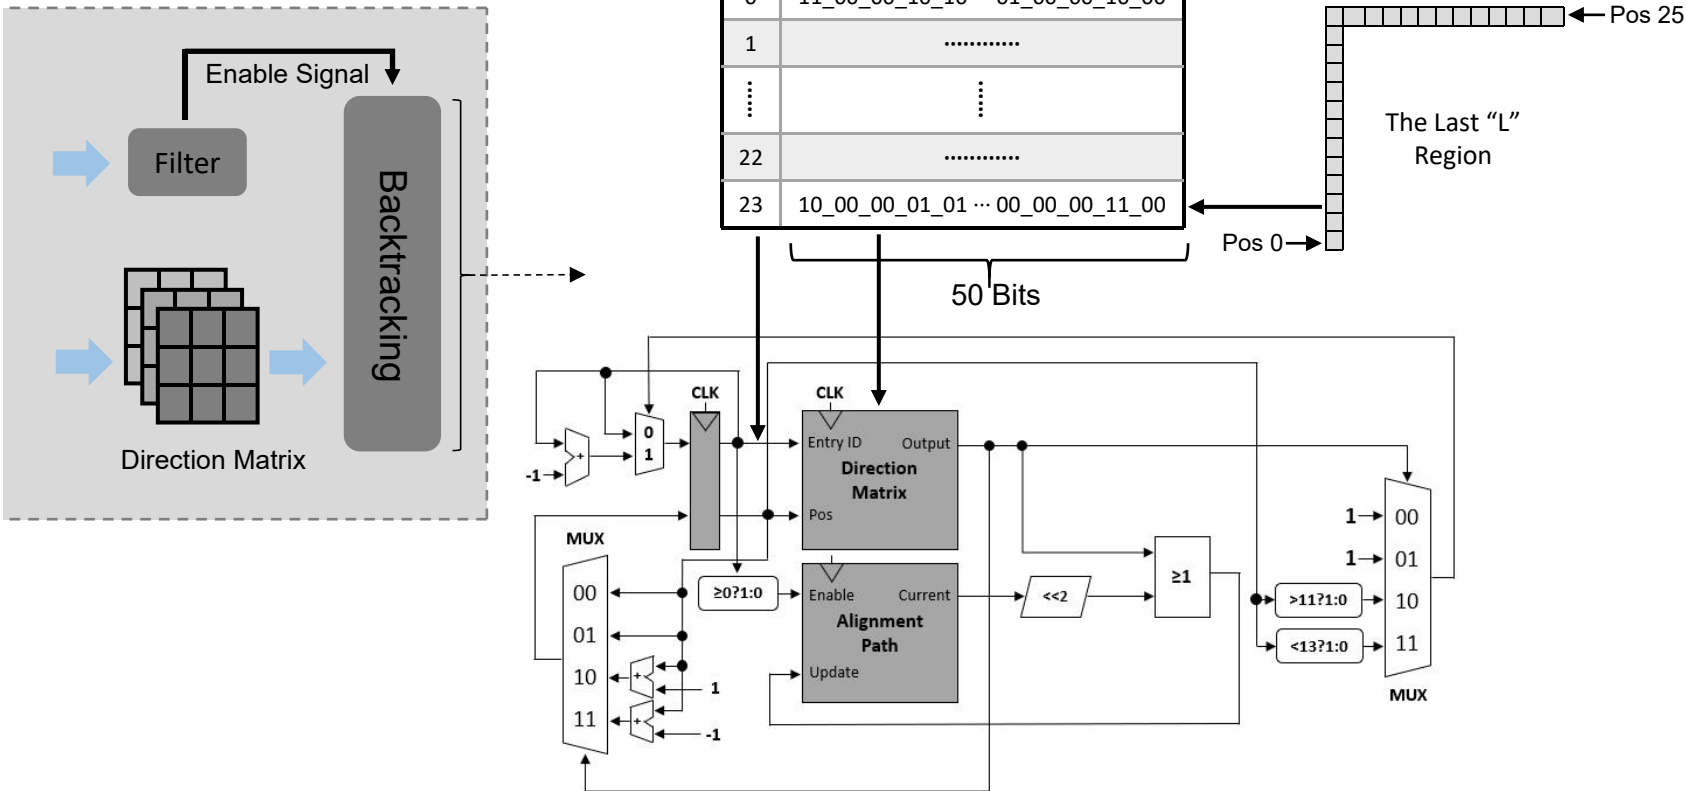 Enable Signal
Filter
Backtracking
Direction Matrix
1
············
22
············
23
10_00_00_01_01 ··· 00_00_00_11_00
50 Bits
Pos 25
The Last “L”
Region
Pos 0
CLK
CLK
0
1
+
-1
Entry ID
Output
Direction
Matrix
Pos
MUX
00
01
10
11
+
1
+
-1
≥0?1:0
Enable
Current
Alignment
Path
Update
<<2
≥1
1
00
1
01
>11?1:0
10
<13?1:0
11
MUX